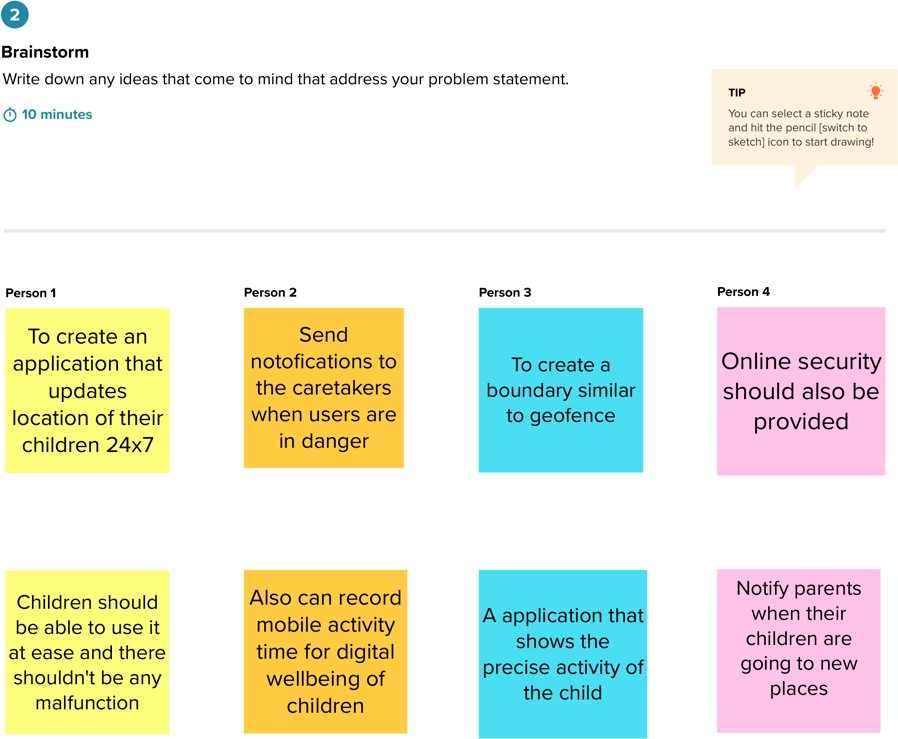 2
Brainstorm
Write down any ideas that come to mind that address your problem statement.
10 minutes
TIP
You can select a sticky note
and hit the pencil [switch to
sketch] icon to start drawing!
Person 1
To create an
application that
updates
location of their
children 24x7
Person 2
Send
notofications to
the caretakers
when users are
in danger
Person 3
To create a
boundary similar
to geofence
Person 4
Online security
should also be
provided
Children should
be able to use it
at ease and there
shouldn't be any
malfunction
Also can record
mobile activity
time for digital
wellbeing of
children
A application that
shows the
precise activity of
the child
Notify parents
when their
children are
going to new
places